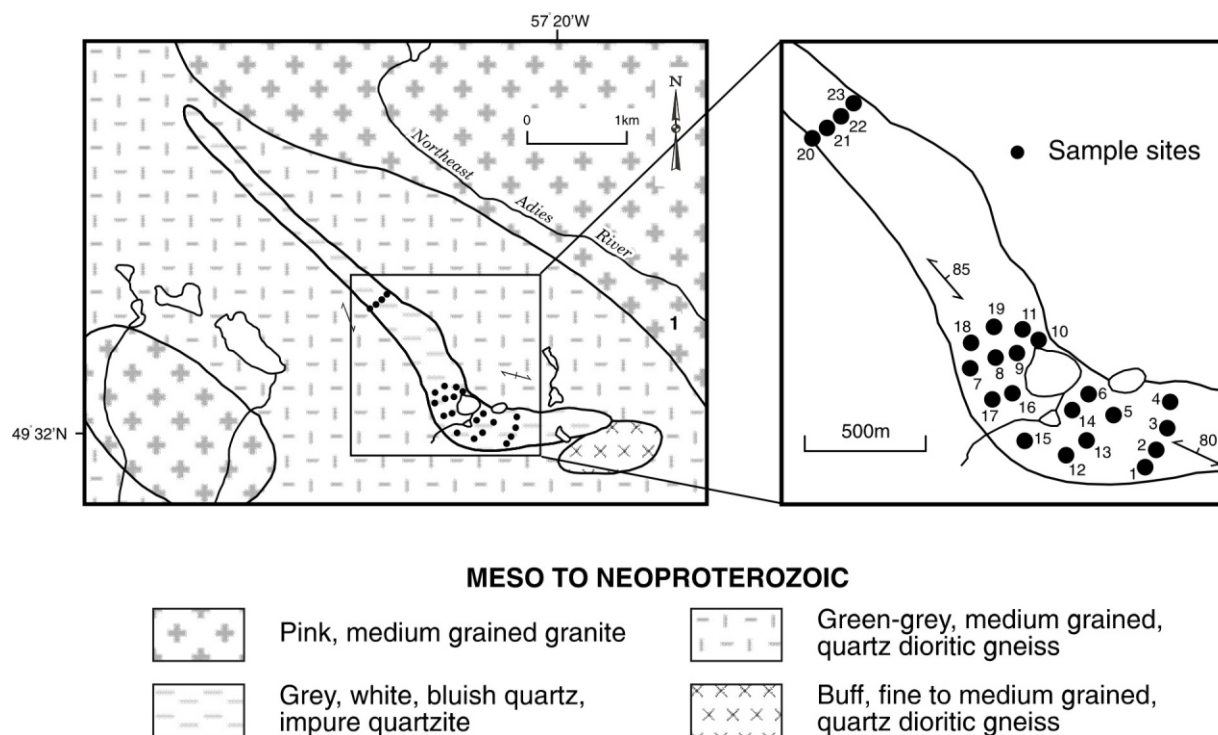 57°20'W
N
0 1km
Northeast
Adies
River
1
49°32'N
23
22
21
20
Sample sites
85
19
11
10
18
9
8
7
6
4
16
5
17
14
3
500m
15
13
2
80
12
1
MESO TO NEOPROTEROZOIC
Pink, medium grained granite
Green-grey, medium grained,
quartz dioritic gneiss
Grey, white, bluish quartz,
impure quartzite
Buff, fine to medium grained,
quartz dioritic gneiss